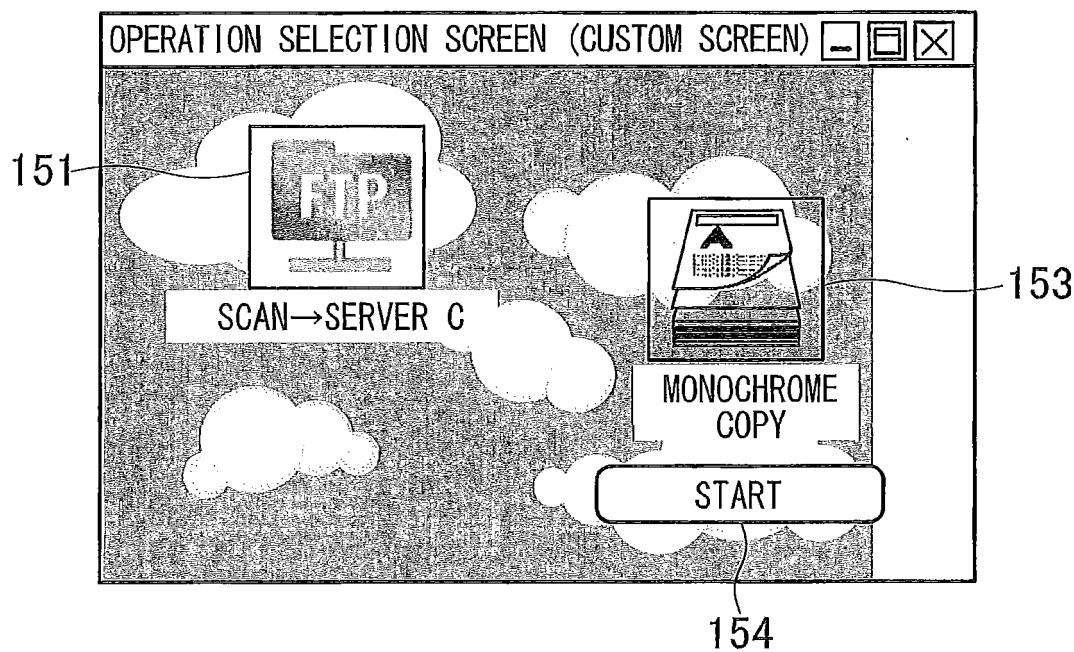 OPERATION SELECTION SCREEN (CUSTOM SCREEN)
151
FTP
153
SCAN→SERVER C
A
MONOCHROME
COPY
START
154